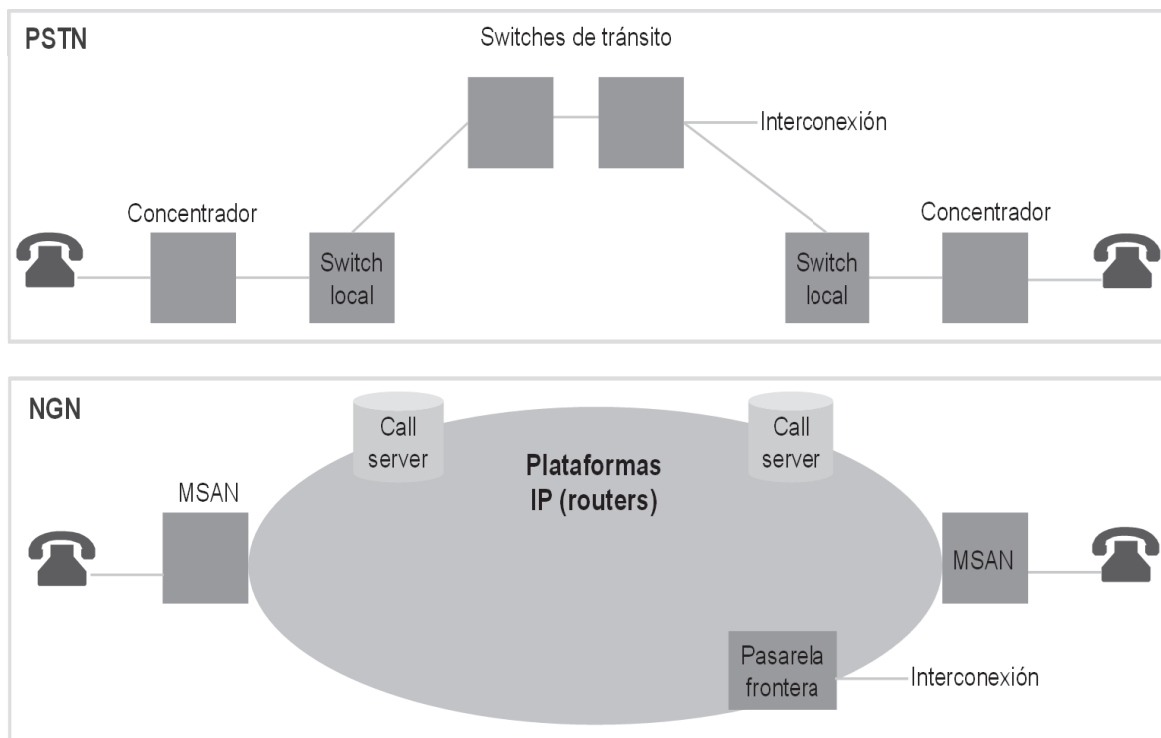 PSTN
Switches de tránsito
Interconexión
Concentrador
Concentrador
Switch
local
Switch
local
NGN
Call
server
Call
server
Plataformas
IP (routers)
MSAN
MSAN
Pasarela
frontera
Interconexión